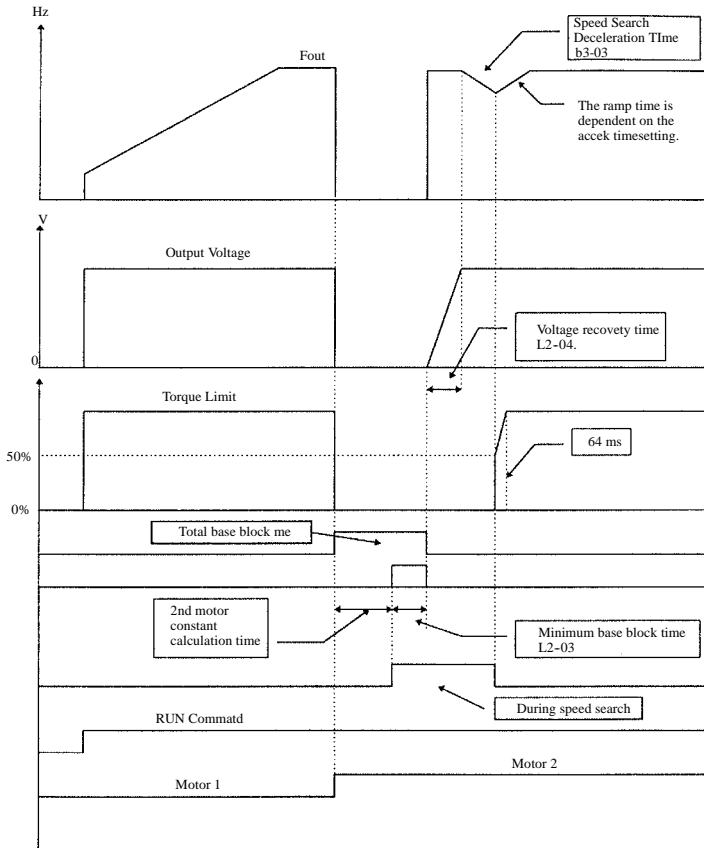 Hz
Speed Search
Deceleration TIme
b3-03
Fout
The ramp time is
dependent on the
accek timesetting.
V
Output Voltage
Voltage recovety time
L2-04.
0
Torque Limit
64 ms
50%
0%
Total base block me
2nd motor
constant
calculation time
Minimum base block time
L2-03
During speed search
RUN Commatd
Motor 2
Motor 1